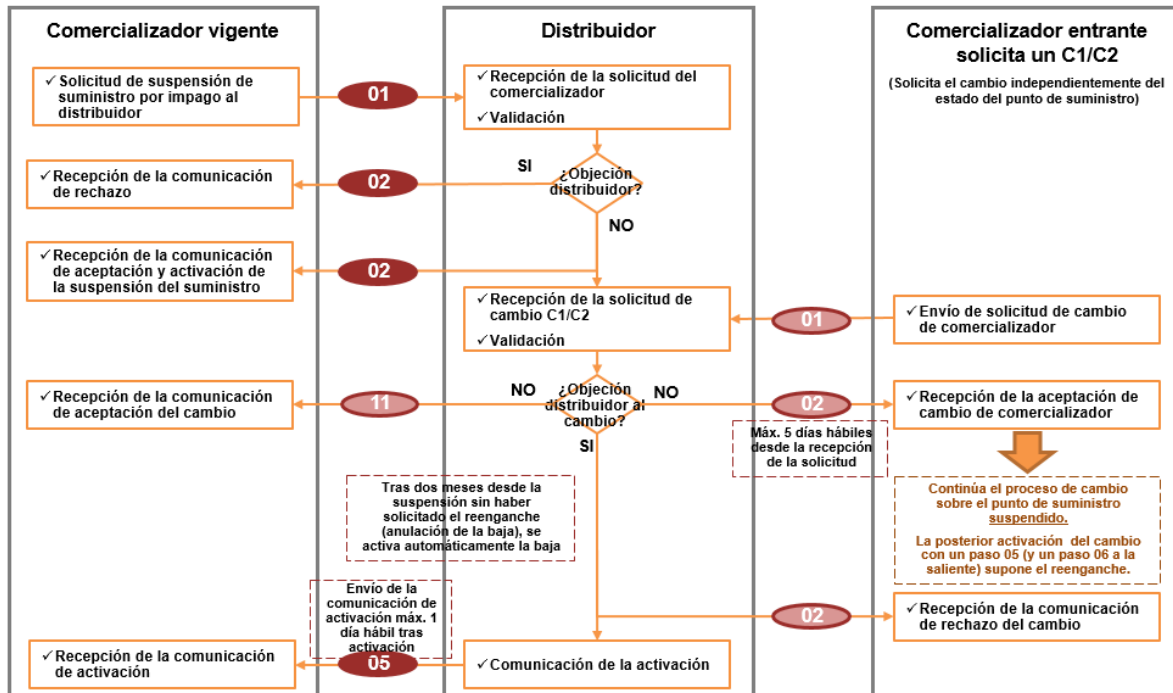 Comercializador vigente
Distribuidor
Comercializador entrante
solicita un C1/C2
(Solicita el cambio independientemente del
estado del punto de suministro)
✓Solicitud de suspensión de
suministro por impago al
distribuidor
01
✓Recepción de la solicitud del
comercializador
✓Validación
SI
¿Objeción
distribuidor?
✓Recepción de la comunicación
de rechazo
02
NO
✓Recepción de la comunicación
de aceptación y activación de
la suspensión del suministro
02
✓Recepción de la solicitud de
cambio C1/C2
✓Validación
01
✓Envío de solicitud de cambio
de comercializador
✓Recepción de la comunicación
de aceptación del cambio
11
NO
¿Objeción
distribuidor al
cambio?
NO
SI
02
✓Recepción de la aceptación de
cambio de comercializador
Máx. 5 días hábiles
desde la recepción
de la solicitud
Tras dos meses desde la
suspensión sin haber
solicitado el reenganche
(anulación de la baja), se
activa automáticamente la baja
Continúa el proceso de cambio
sobre el punto de suministro
suspendido.
La posterior activación del cambio
con un paso 05 (y un paso 06 a la
saliente) supone el reenganche.
Envío de la
comunicación de
activación máx. 1
día hábil tras
activación
02
✓Recepción de la comunicación
de rechazo del cambio
✓Recepción de la comunicación
de activación
05
✓Comunicación de la activación